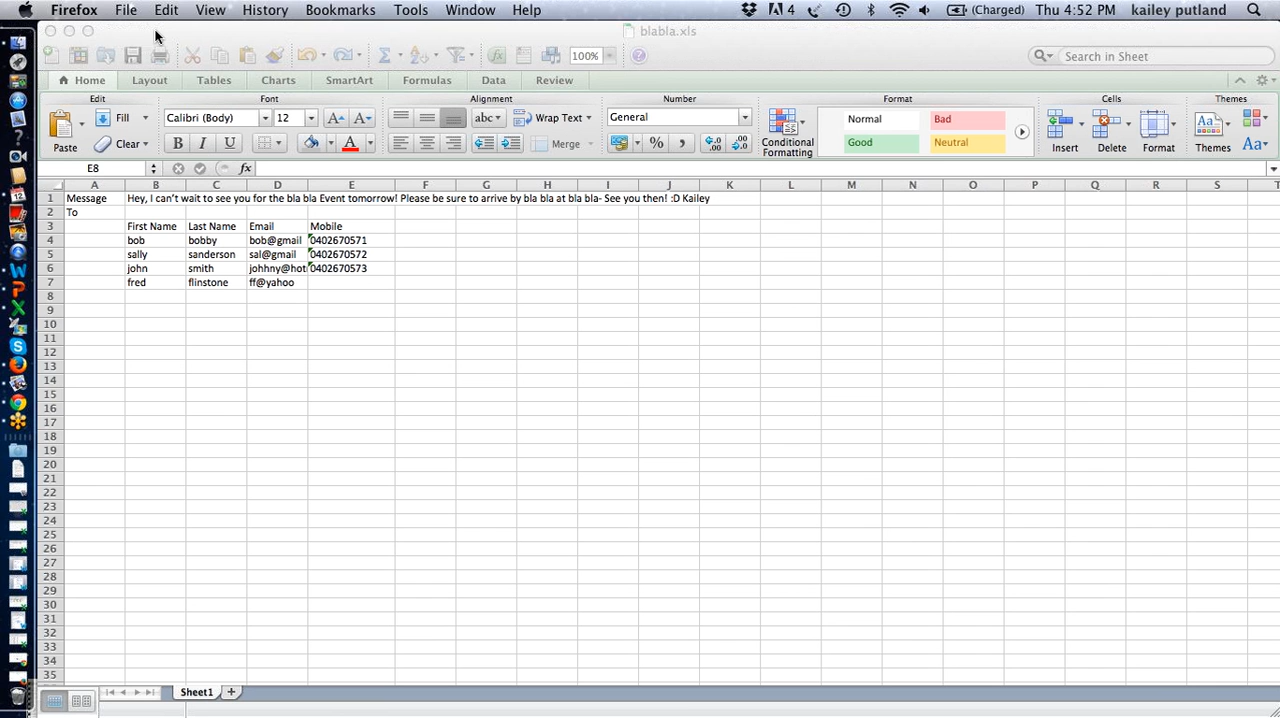 Firefox File Edit View History Bookmarks Tools Window Help 4 (Charged) Thu 4:52 PM kailey putland
blabla.xls
100% Search in Sheet
Home Layout Tables Charts SmartArt Formulas Data Review
Edit Font Alignment Number Format Cells Themes
Fill Calibri (Body) 12 abc Wrap Text General Normal Bad
Paste Clear B I U A Merge % Conditional Formatting Good Neutral Insert Delete Format Themes Aa
E8 fx
A B C D E F G H I J K L M N O P Q R S T
1 Message Hey, I can't wait to see you for the bla bla Event tomorrow! Please be sure to arrive by bla bla at bla bla- See you then! :D Kailey
2 To
3 First Name Last Name Email Mobile
4 bob bobby bob@gmail 0402670571
5 sally sanderson sal@gmail 0402670572
6 john smith johhny@hot 0402670573
7 fred flinstone ff@yahoo
8
9
10
11
12
13
14
15
16
17
18
19
20
21
22
23
24
25
26
27
28
29
30
31
32
33
34
35
Sheet1